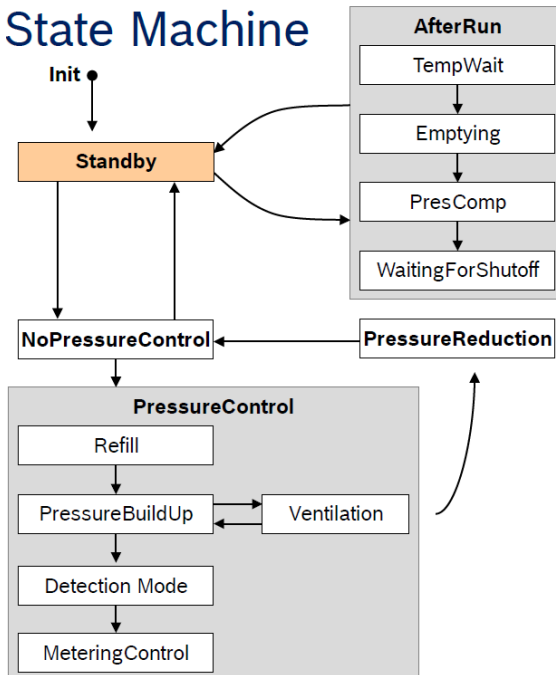 State Machine
Init
Standby
AfterRun
TempWait
Emptying
PresComp
WaitingForShutoff
NoPressureControl
PressureReduction
PressureControl
Refill
PressureBuildUp
Ventilation
Detection Mode
MeteringControl